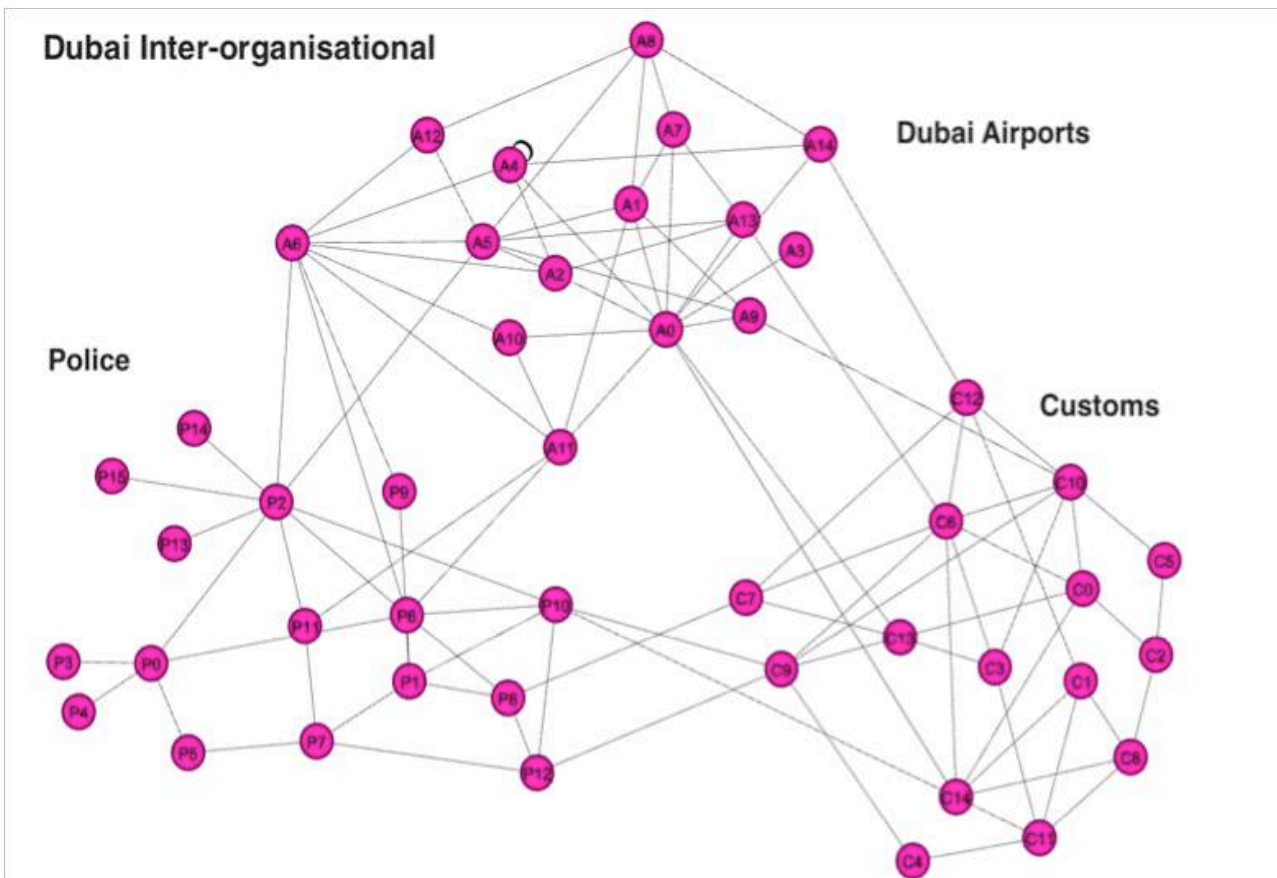 Dubai Inter-organisational
A8
Dubai Airports
A12
A7
A14
A4
A1
A13
A6
A5
A3
A2
A9
A0
A10
Police
C12
Customs
P14
A11
P15
C10
P9
P2
C6
P13
C5
C0
C7
P10
P6
P11
C13
C2
P3
P0
C3
C9
C1
P1
P8
P4
P7
P5
C8
P12
C14
C11
C4